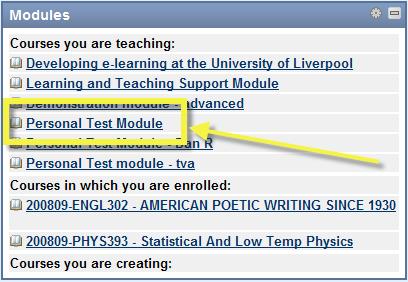 Modules
Courses you are teaching:
Developing e-learning at the University of Liverpool
Learning and Teaching Support Module
Demonstration module - advanced
Personal Test Module
Personal Test Module - Dan R
Personal Test module - tva
Courses in which you are enrolled:
200809-ENGL302 - AMERICAN POETIC WRITING SINCE 1930
200809-PHYS393 - Statistical And Low Temp Physics
Courses you are creating: